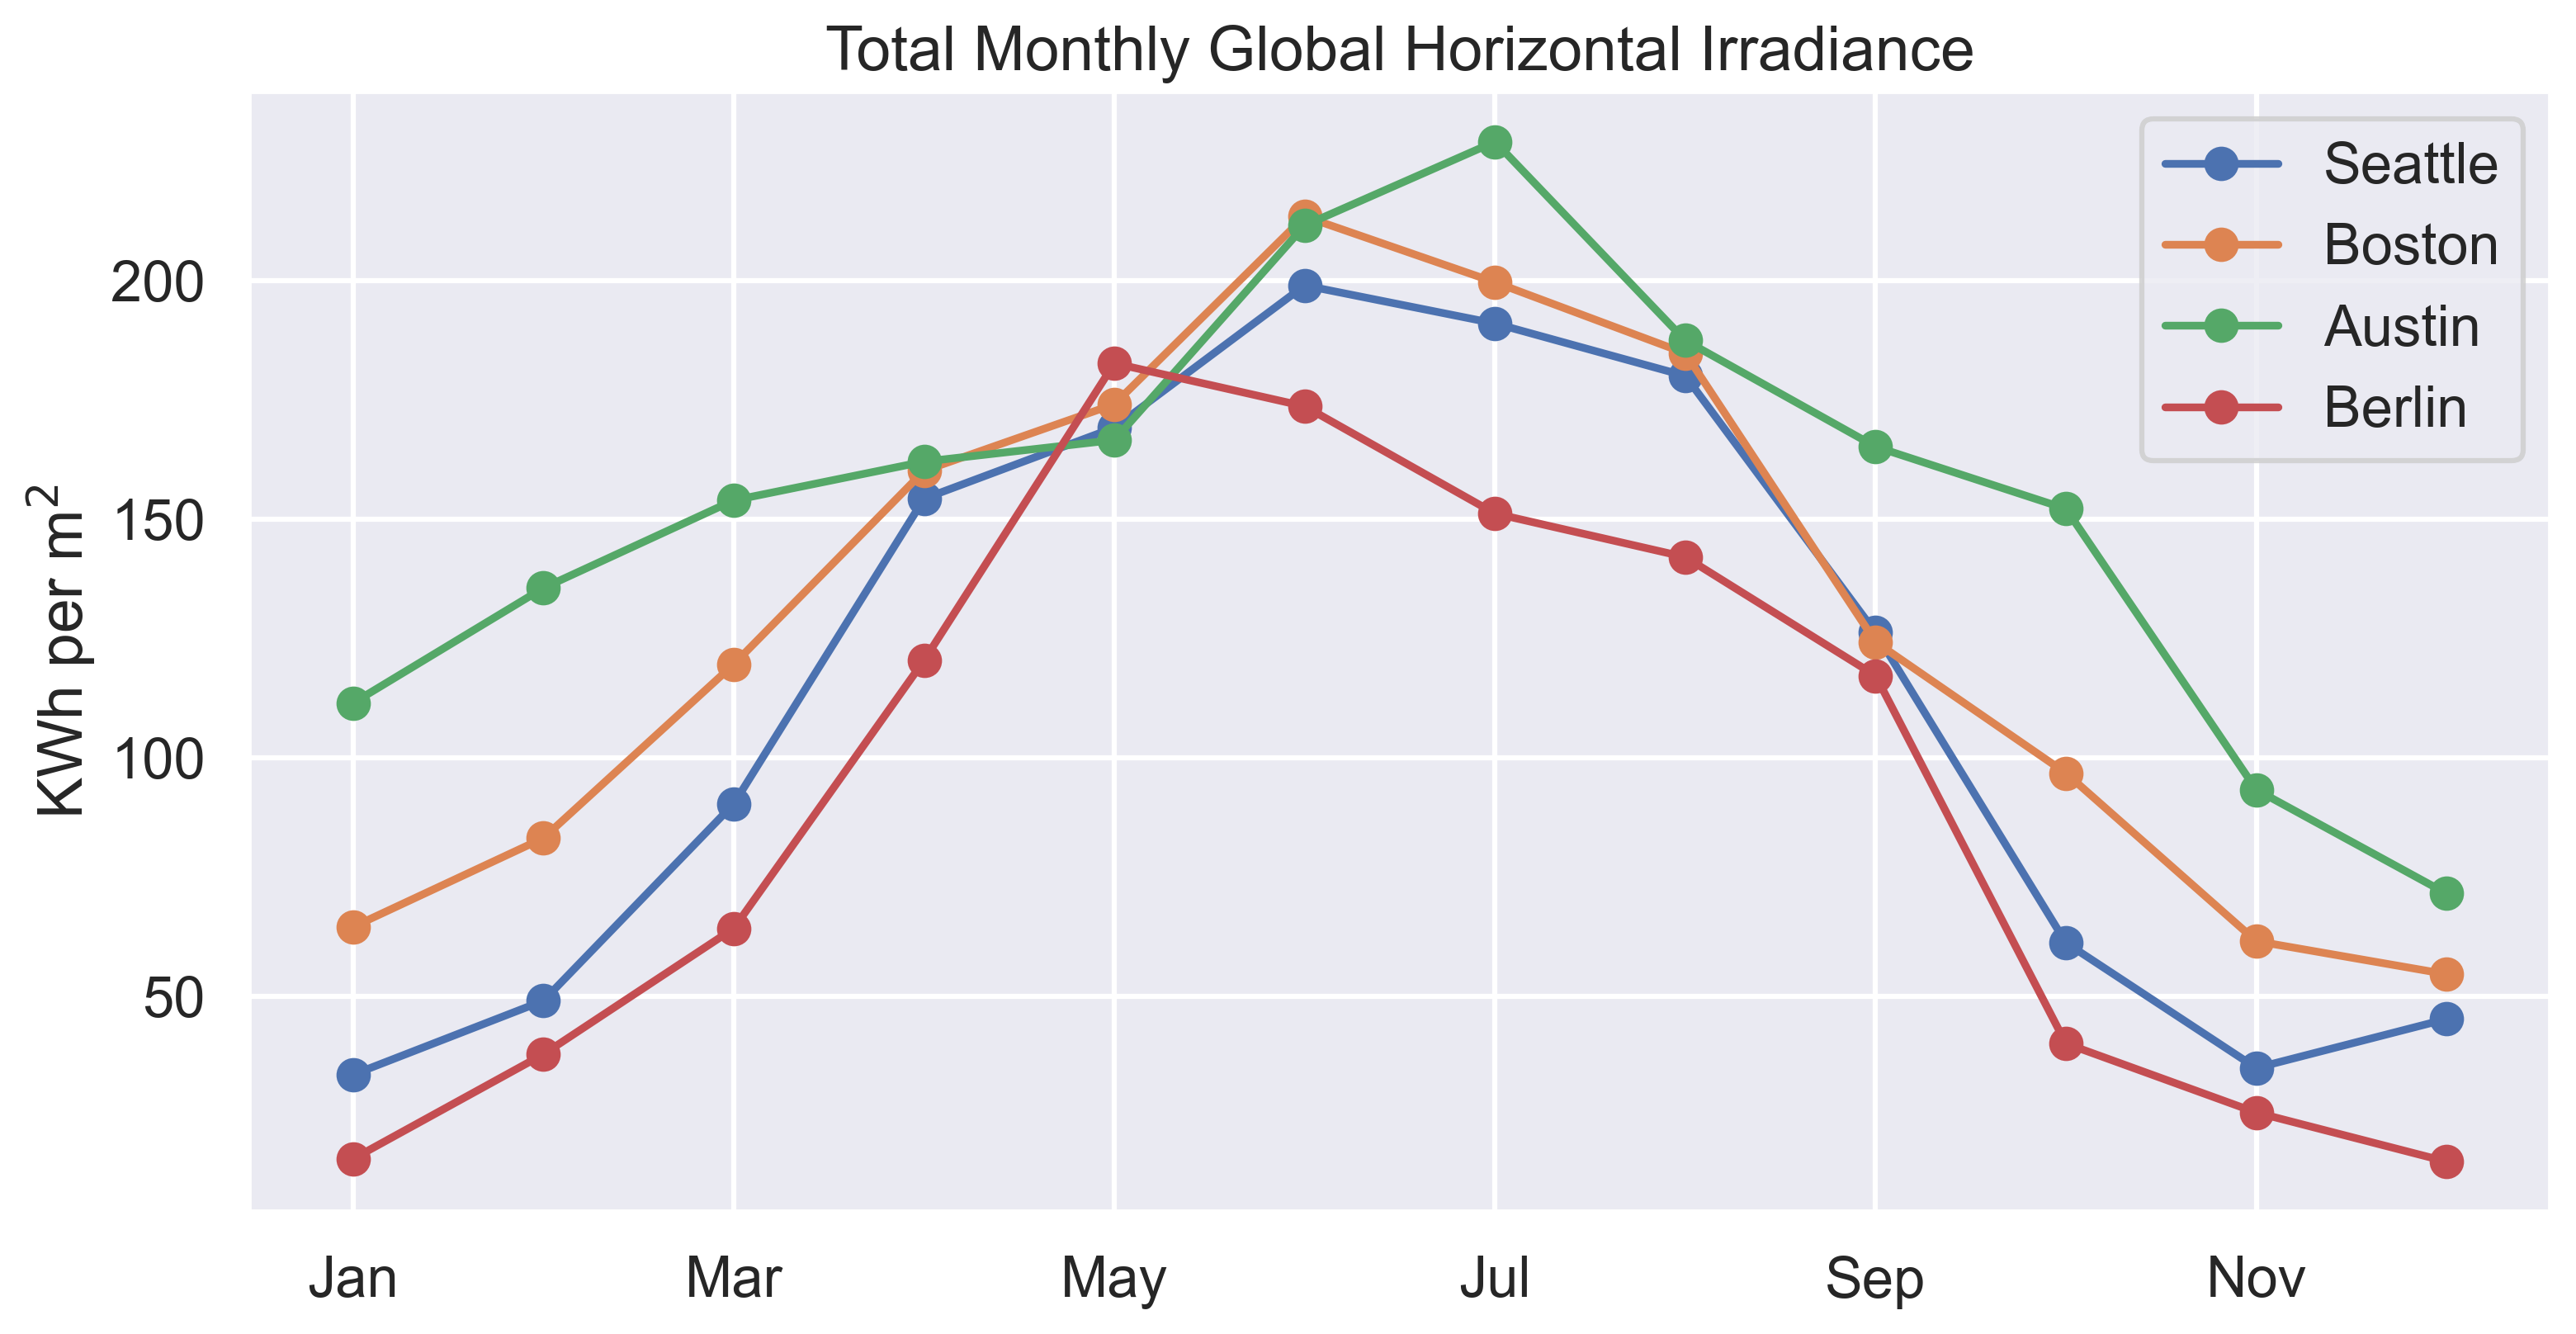 Total Monthly Global Horizontal Irradiance
KWh per m²
200
150
100
50
Jan Mar May Jul Sep Nov
Seattle
Boston
Austin
Berlin